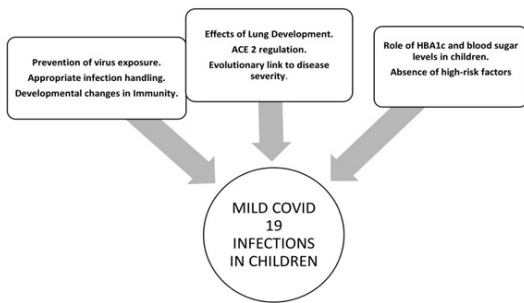 Prevention of virus exposure.
Appropriate infection handling.
Developmental changes in Immunity.
Effects of Lung Development.
ACE 2 regulation.
Evolutionary link to disease
severity.
Role of HBA1c and blood sugar
levels in children.
Absence of high-risk factors
MILD COVID
19
INFECTIONS
IN CHILDREN